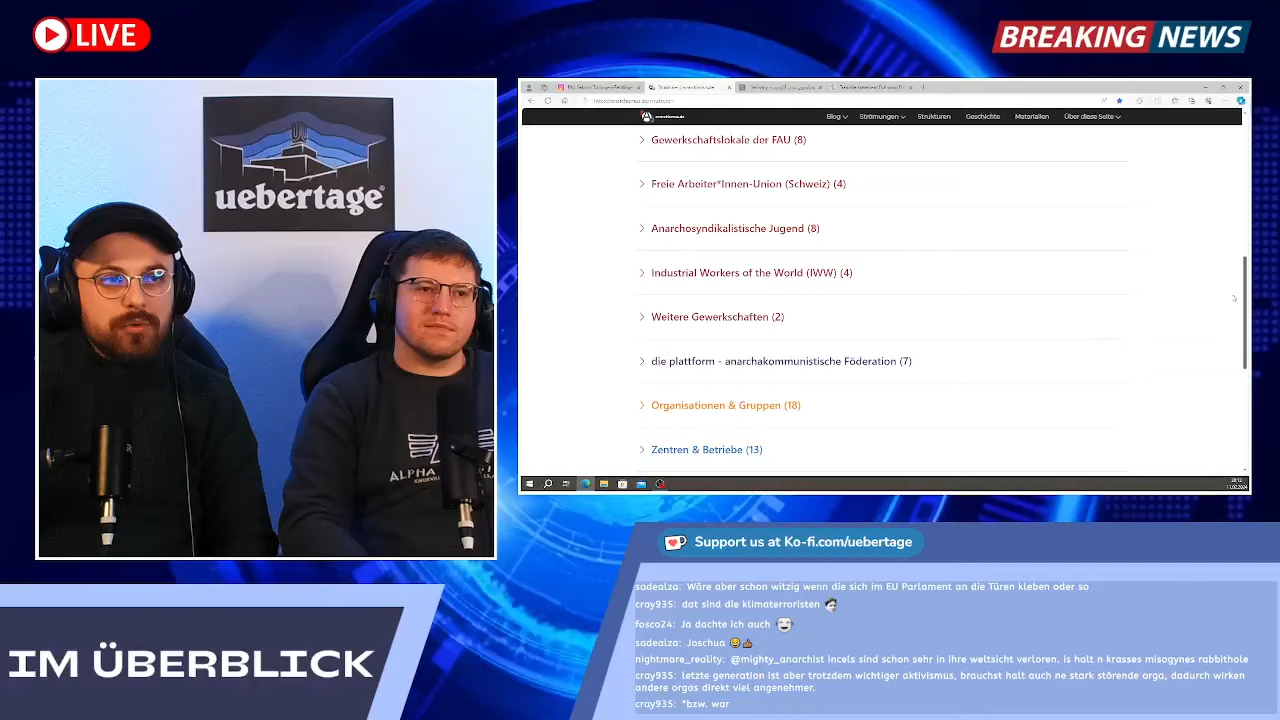 LIVE
BREAKING NEWS
uebertage
ALPHA
Blog
Strömungen
Strukturen
Geschichte
Materialien
Über diese Seite
Gewerkschaftslokale der FAU (8)
Freie Arbeiter*Innen-Union (Schweiz) (4)
Anarchosyndikalistische Jugend (8)
Industrial Workers of the World (IWW) (4)
Weitere Gewerkschaften (2)
die plattform - anarchakommunistische Föderation (7)
Organisationen & Gruppen (18)
Zentren & Betriebe (13)
Support us at Ko-fi.com/uebertage
sadealza: Wäre aber schon witzig wenn die sich im EU Parlament an die Türen kleben oder so
cray935: dat sind die klimaterroristen
fosco24: Ja dachte ich auch
sadealza: Joschua 😄👍
nightmare_reality: @mighty_anarchist incels sind schon sehr in ihre weltsicht verloren. is halt n krasses misogynes rabbithole
cray935: letzte generation ist aber trotzdem wichtiger aktivismus, brauchst halt auch ne stark störende orga, dadurch wirken
andere orgas direkt viel angenehmer.
cray935: *bzw. war
IM ÜBERBLICK